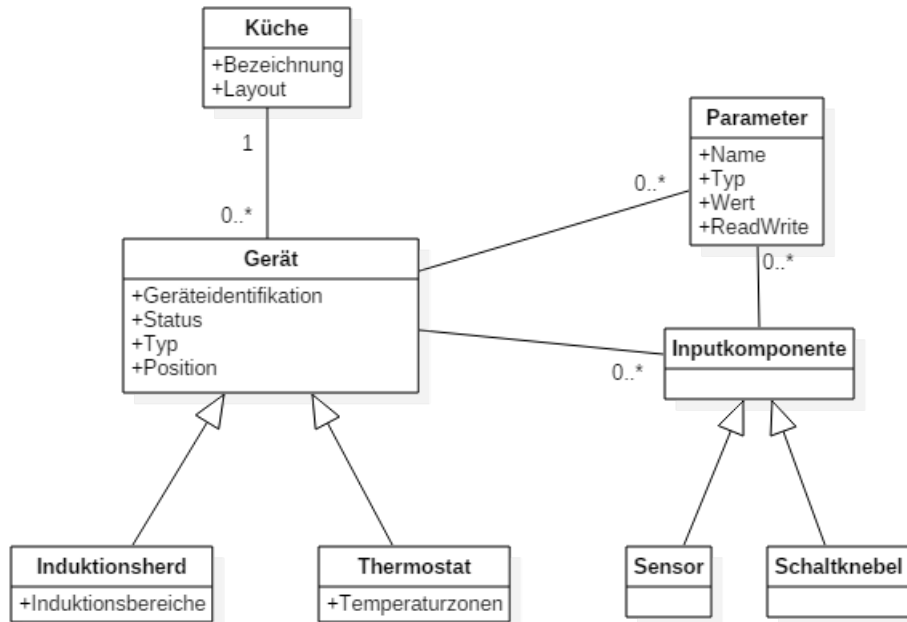 Küche
+Bezeichnung
+Layout
1
0..*
Parameter
+Name
+Typ
+Wert
+ReadWrite
0..*
0..*
Gerät
+Geräteidentifikation
+Status
+Typ
+Position
Inputkomponente
0..*
Induktionsherd
+Induktionsbereiche
Thermostat
+Temperaturzonen
Sensor
Schaltknebel